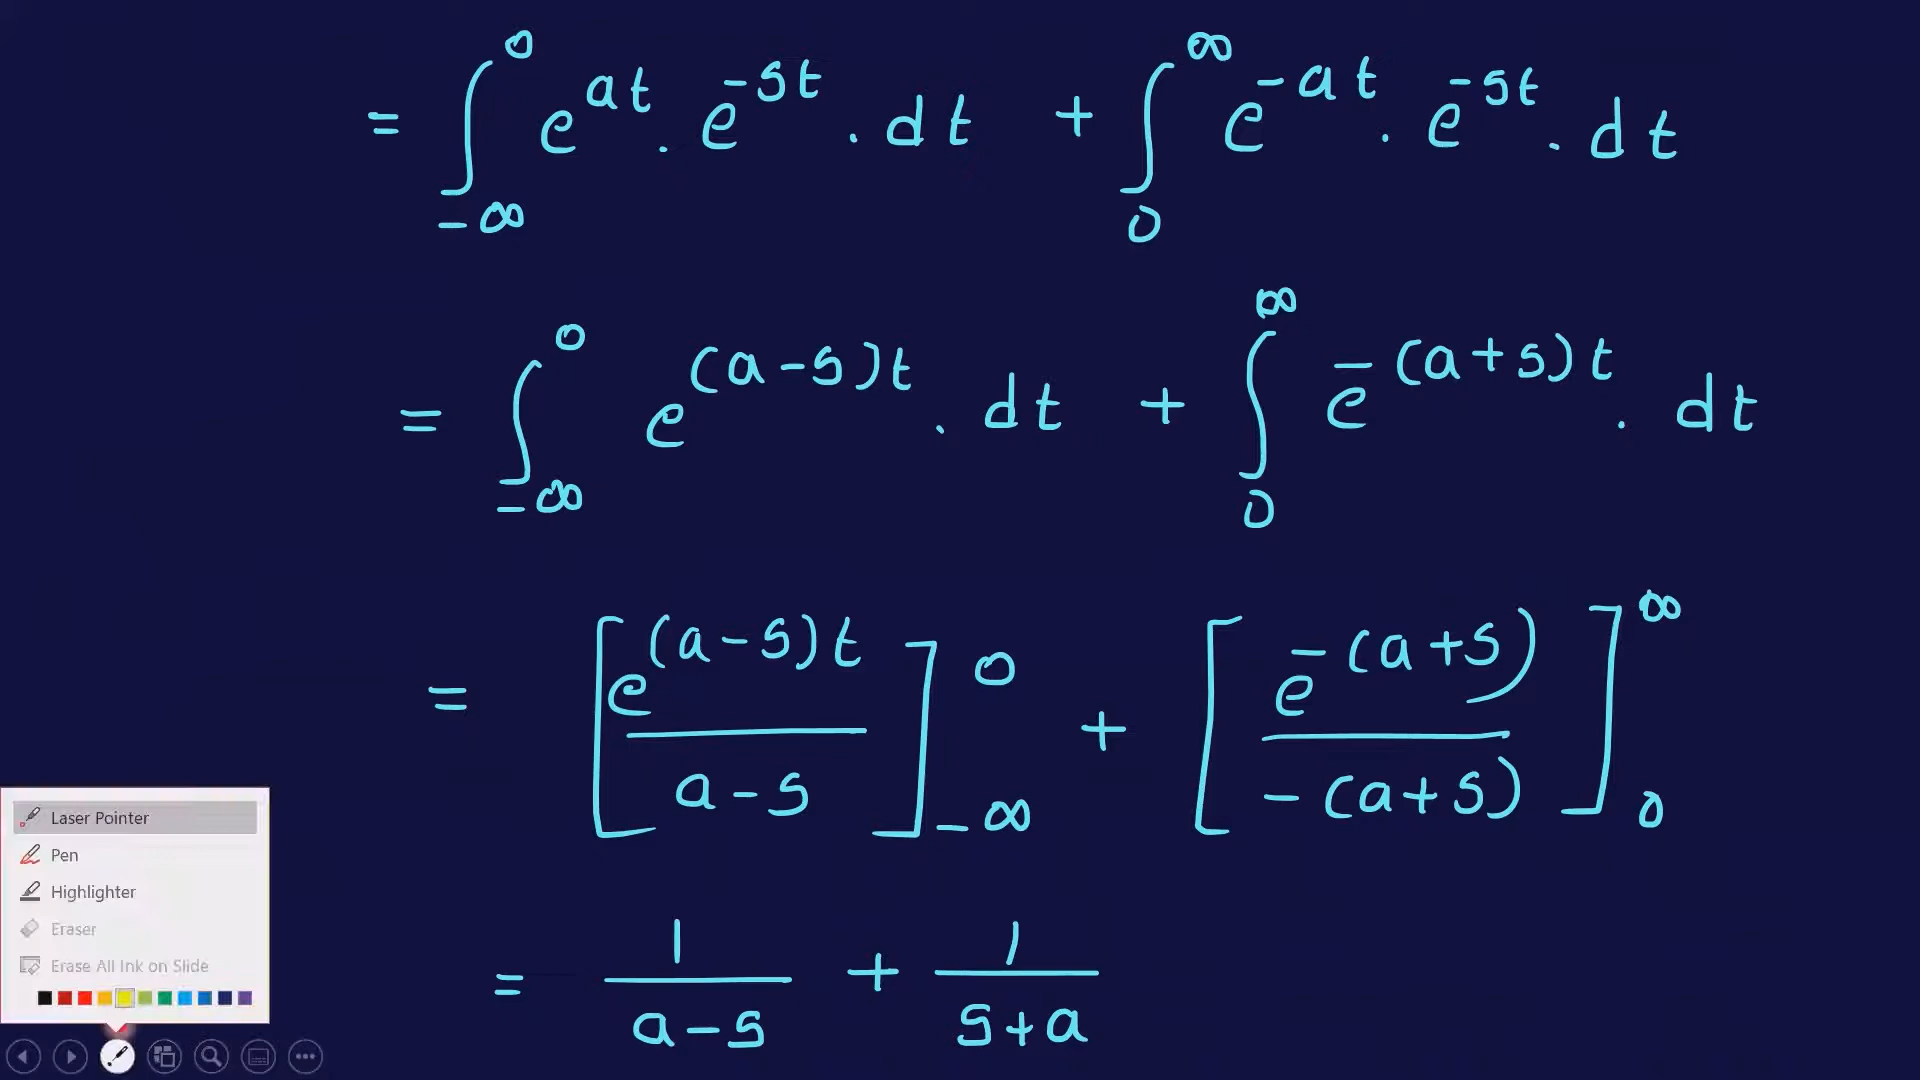 = ∫_{-∞}^{0} e^{at} . e^{-st} . dt + ∫_{0}^{∞} e^{-at} . e^{-st} . dt
= ∫_{-∞}^{0} e^{(a-s)t} . dt + ∫_{0}^{∞} e^{-(a+s)t} . dt
= [e^{(a-s)t} / a-s]_{-∞}^{0} + [e^{-(a+s)} / -(a+s)]_{0}^{∞}
= 1/(a-s) + 1/(s+a)
Laser Pointer
Pen
Highlighter
Eraser
Erase All Ink on Slide